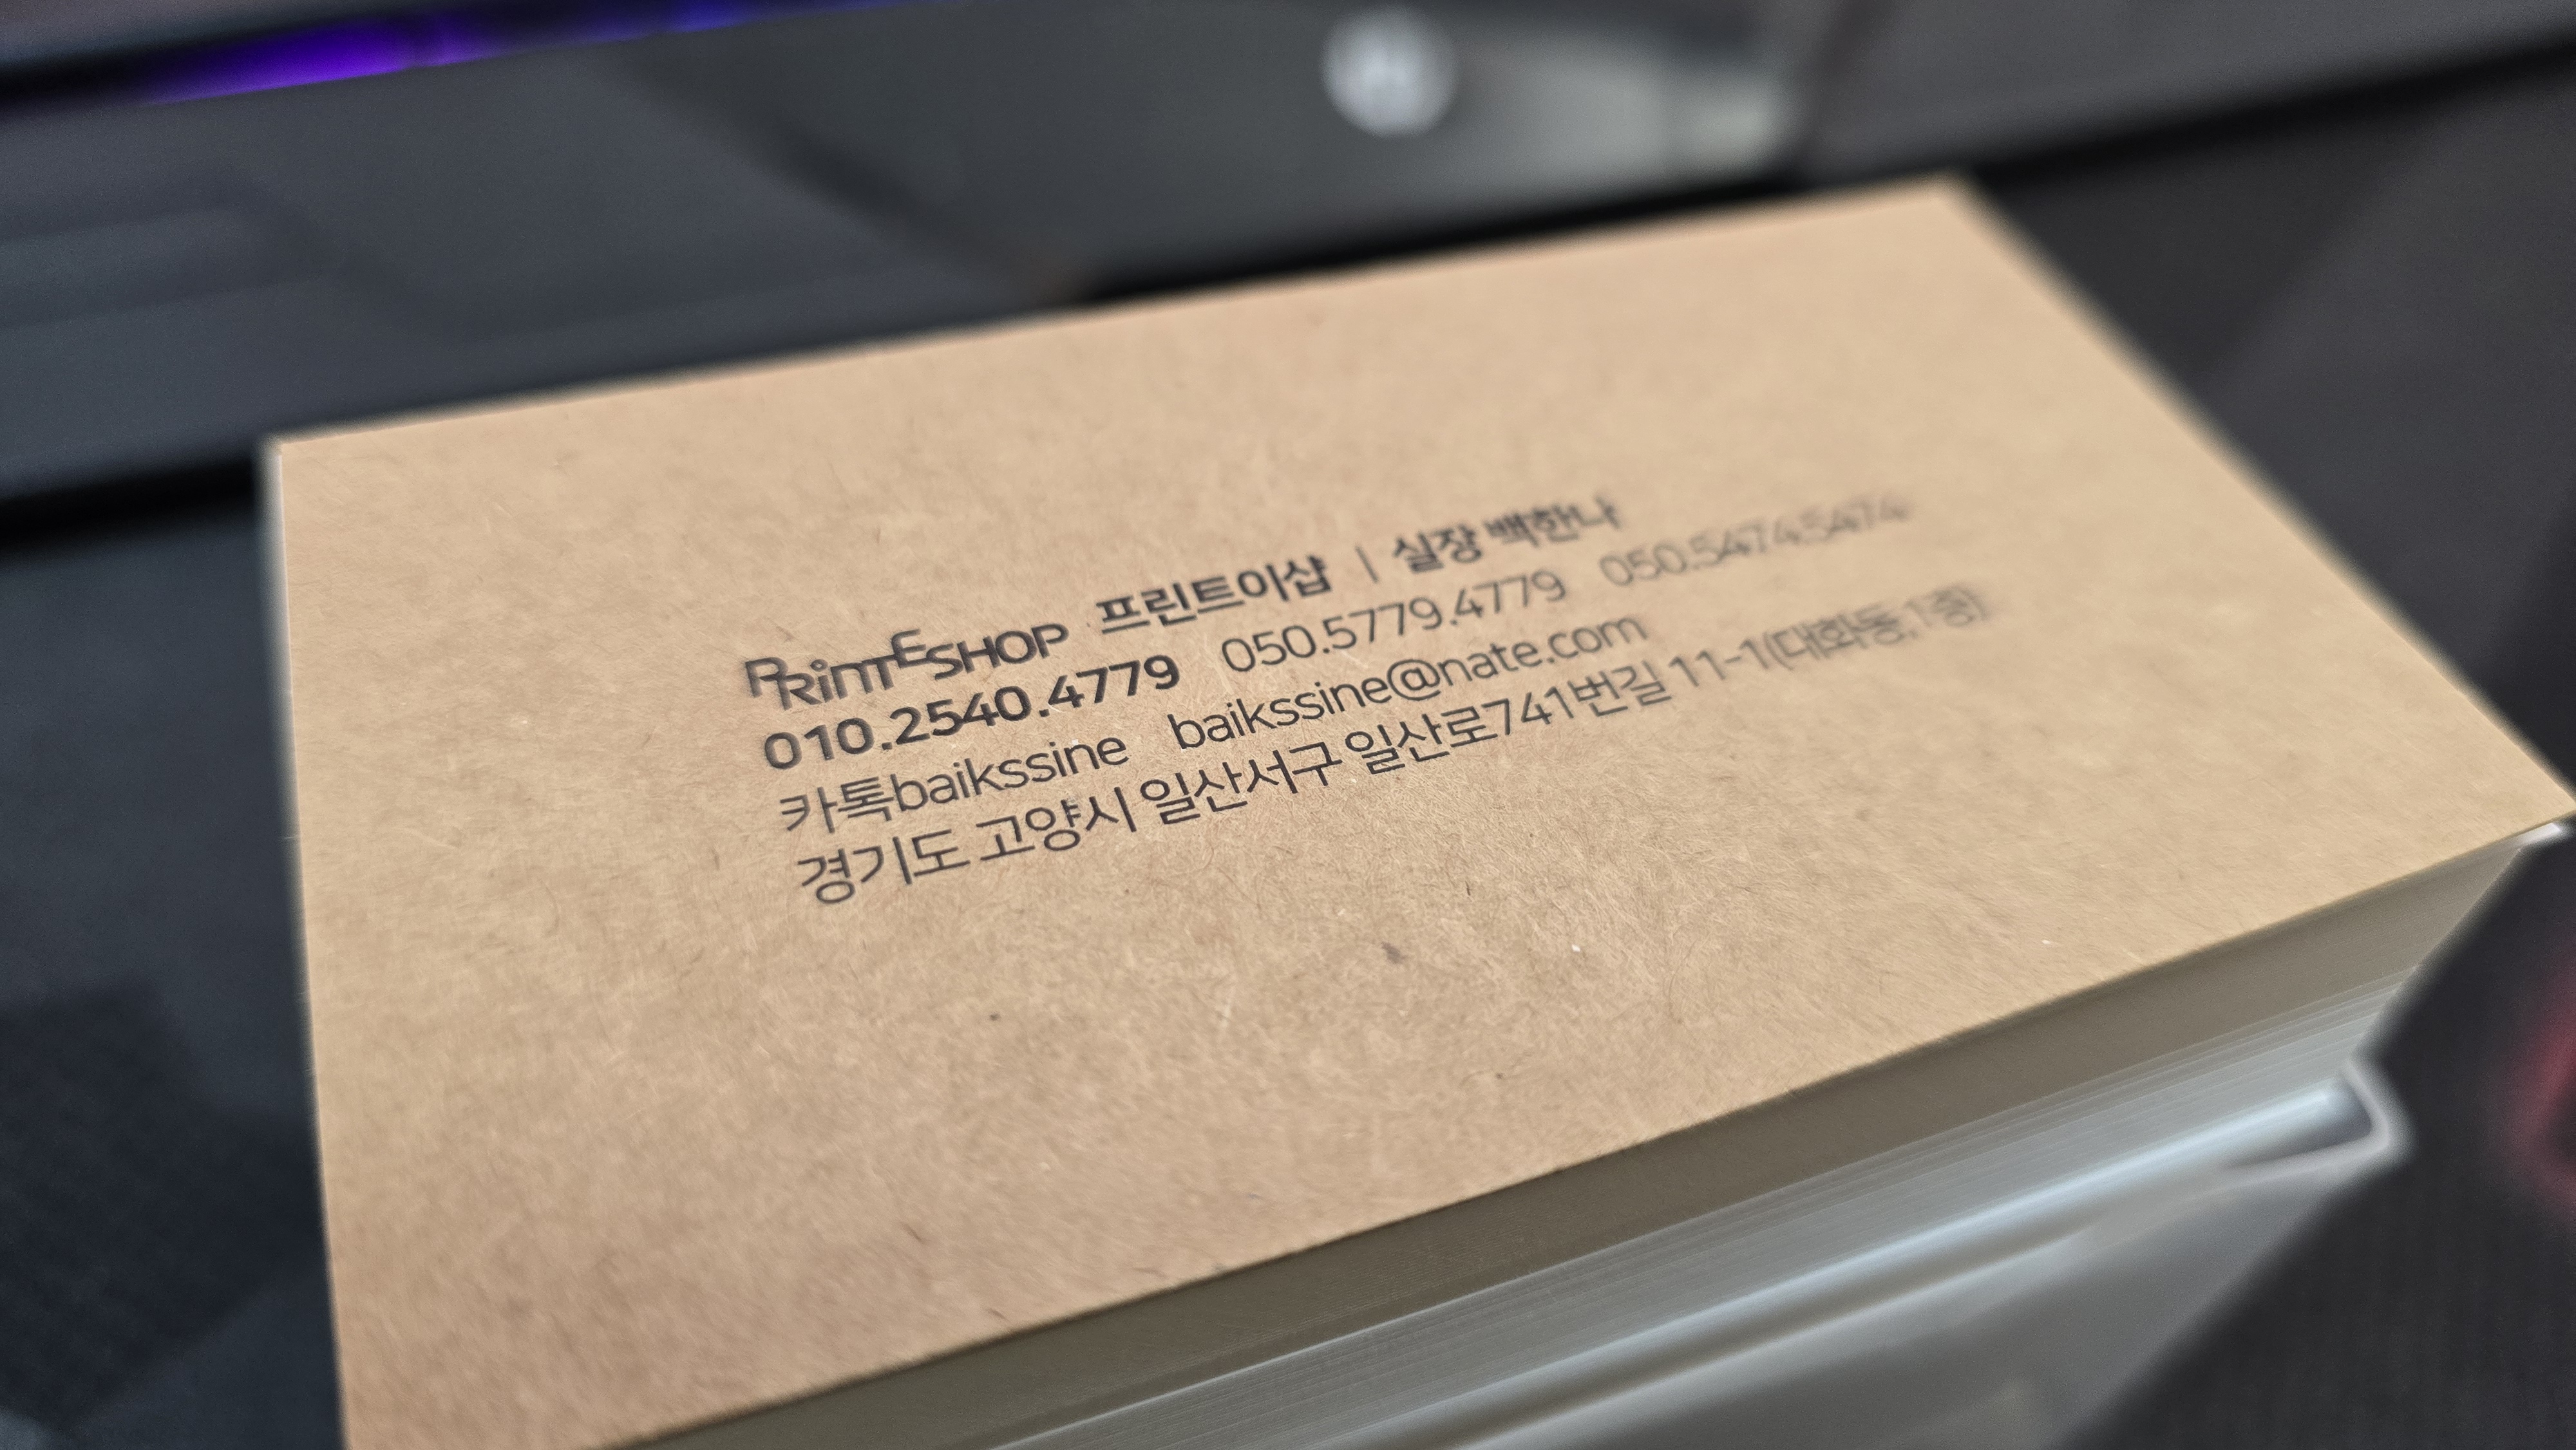 PRinTESHOP 프린트이샵 | 실장 백한나
010.2540.4779 050.5779.4779 050.5474.5474
카톡baikssine baikssine@nate.com
경기도 고양시 일산서구 일산로741번길 11-1(대화동,1층)